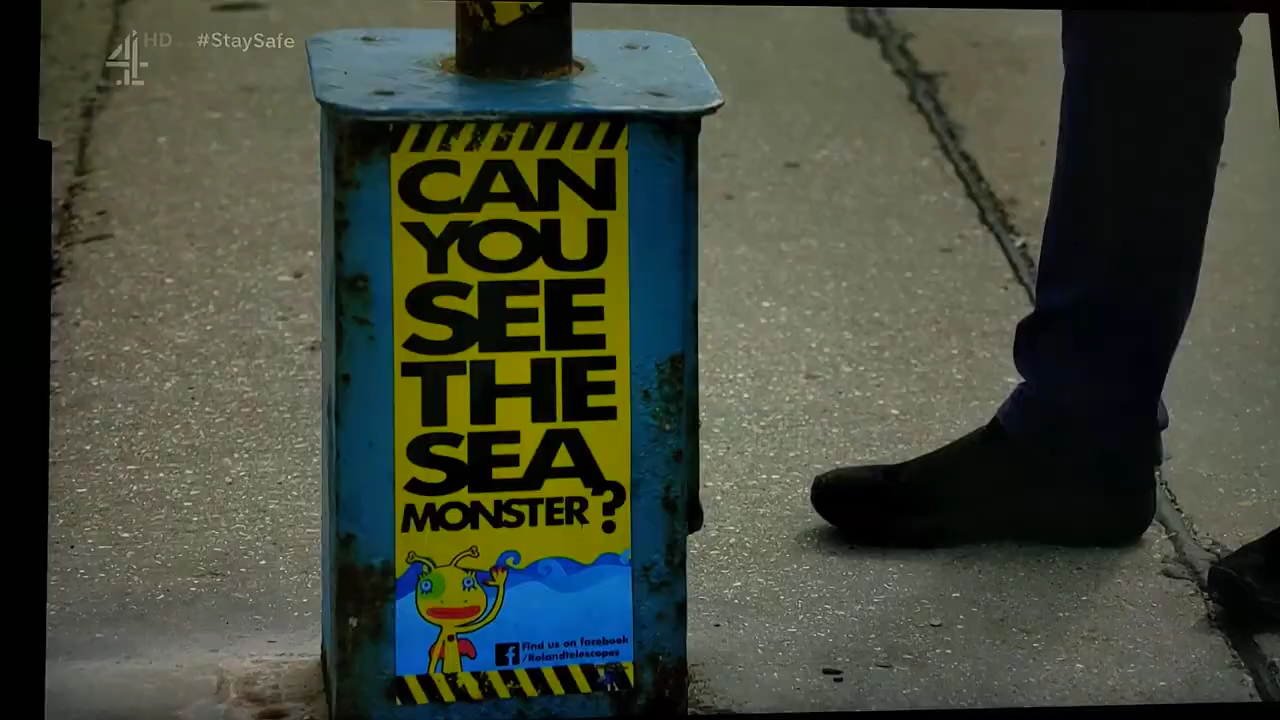 4 HD #StaySafe
CAN
YOU
SEE
THE
SEA
MONSTER?
Find us on facebook
/Rolandtelescopes